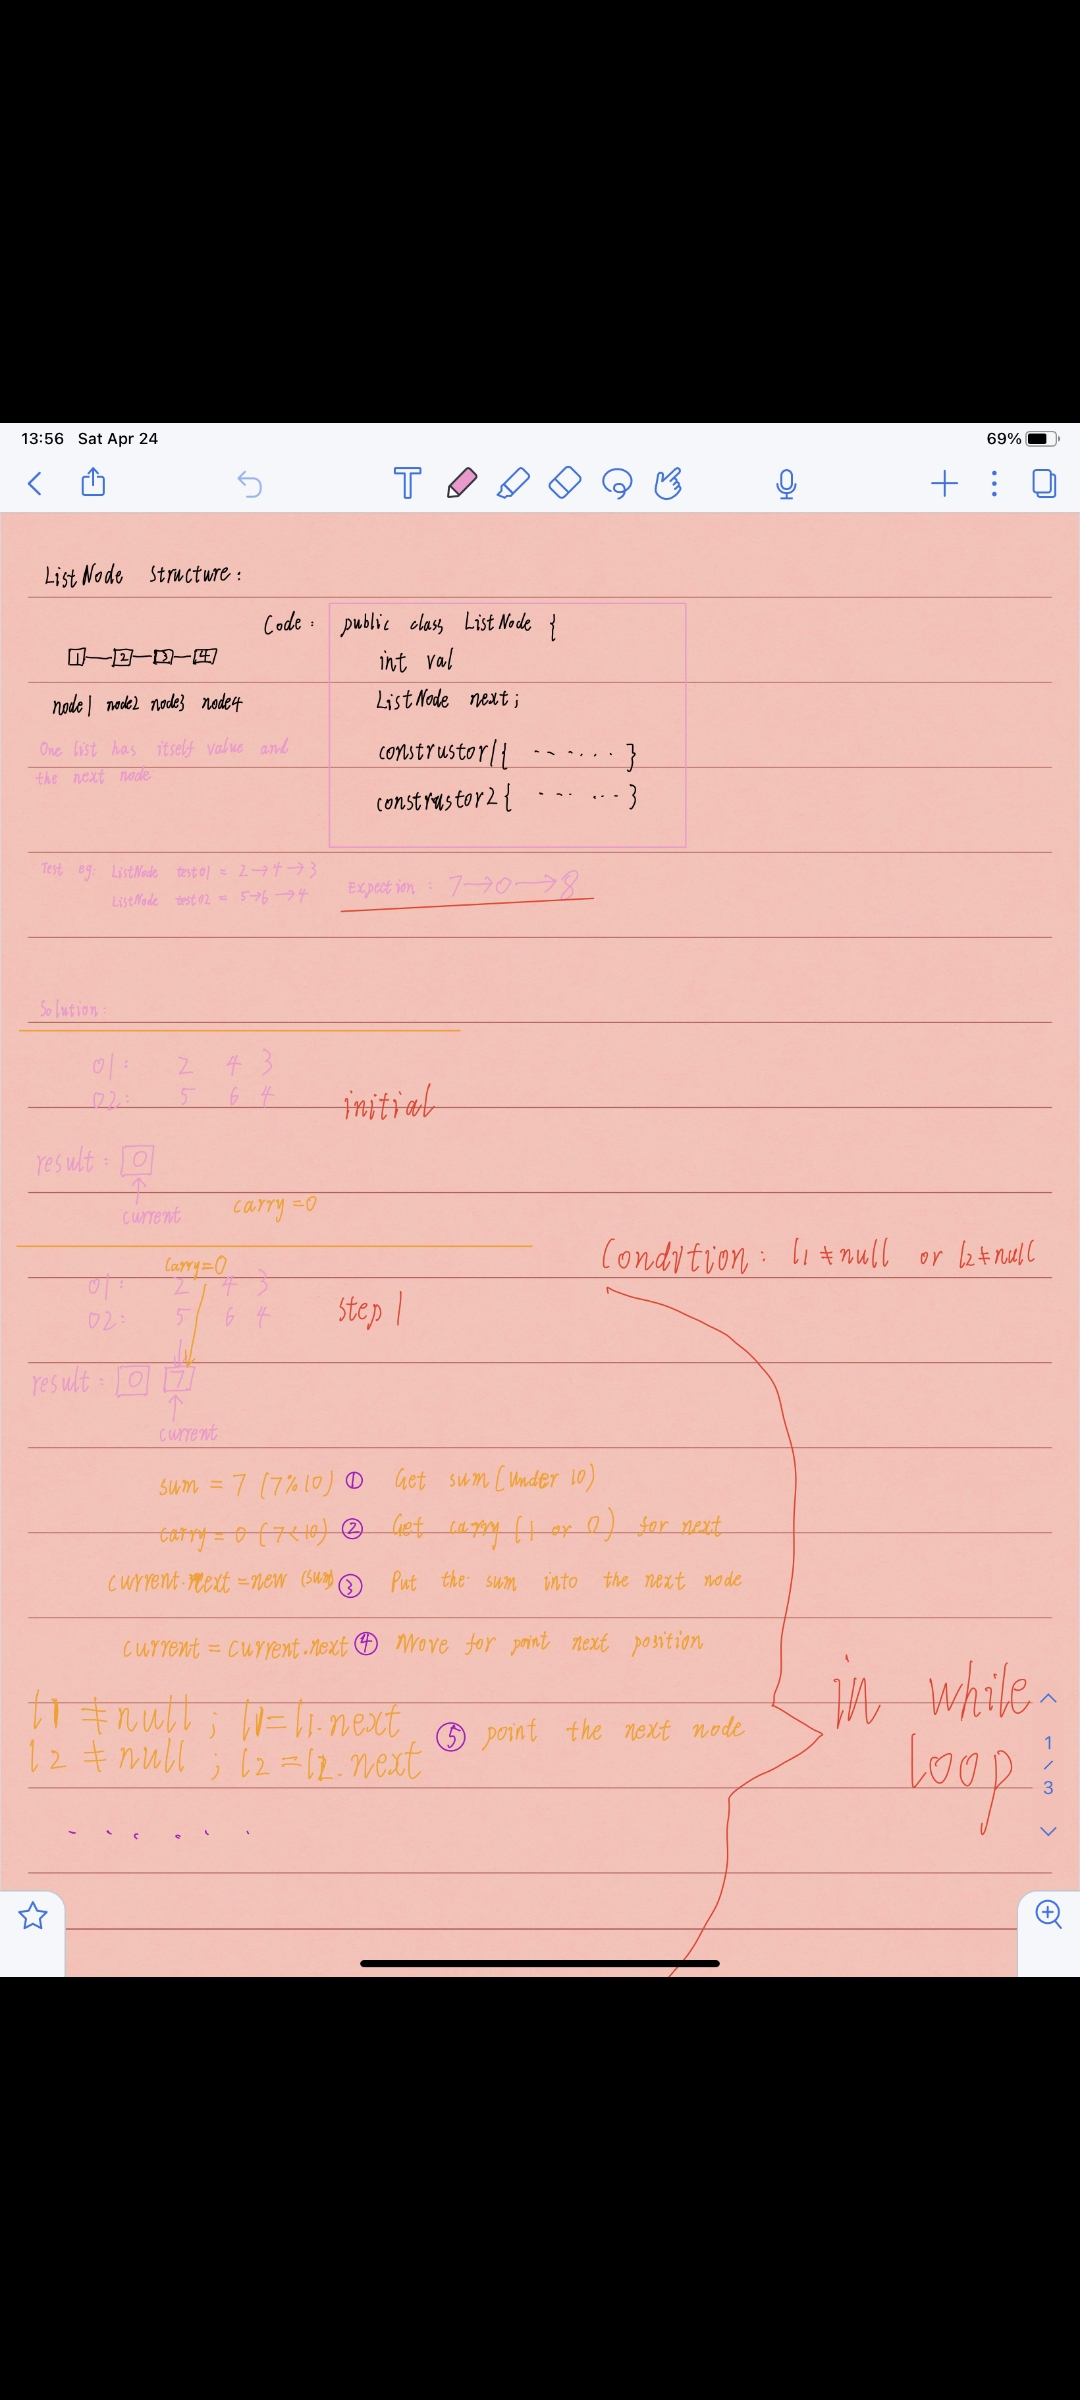 13:56 Sat Apr 24 69%
ListNode Structure:
Code: public class ListNode {
1 2 3 4
int val
node1 node2 node3 node4
ListNode next;
One list has itself value and
the next node
construstor1{ ------- }
construstor2{ --- --- }
Test eg: ListNode test01 = 2→4→3
ListNode test02 = 5→6→4
Expection: 7→0→8
Solution:
01: 2 4 3
02: 5 6 4
initial
result: 0
current
carry=0
Condition: l1≠null or l2≠null
carry=0
01: 2 4 3
02: 5 6 4
step 1
result: 0 7
current
sum = 7 (7%10) ① Get sum (under 10)
carry = 0 (7<10) ② Get carry (1 or 0) for next
current.next = new (sum) ③ Put the sum into the next node
current = current.next ④ Move for point next position
l1 ≠ null ; l1=l1.next
l2 ≠ null ; l2=l2.next
⑤ point the next node
in while
loop
1
/
3